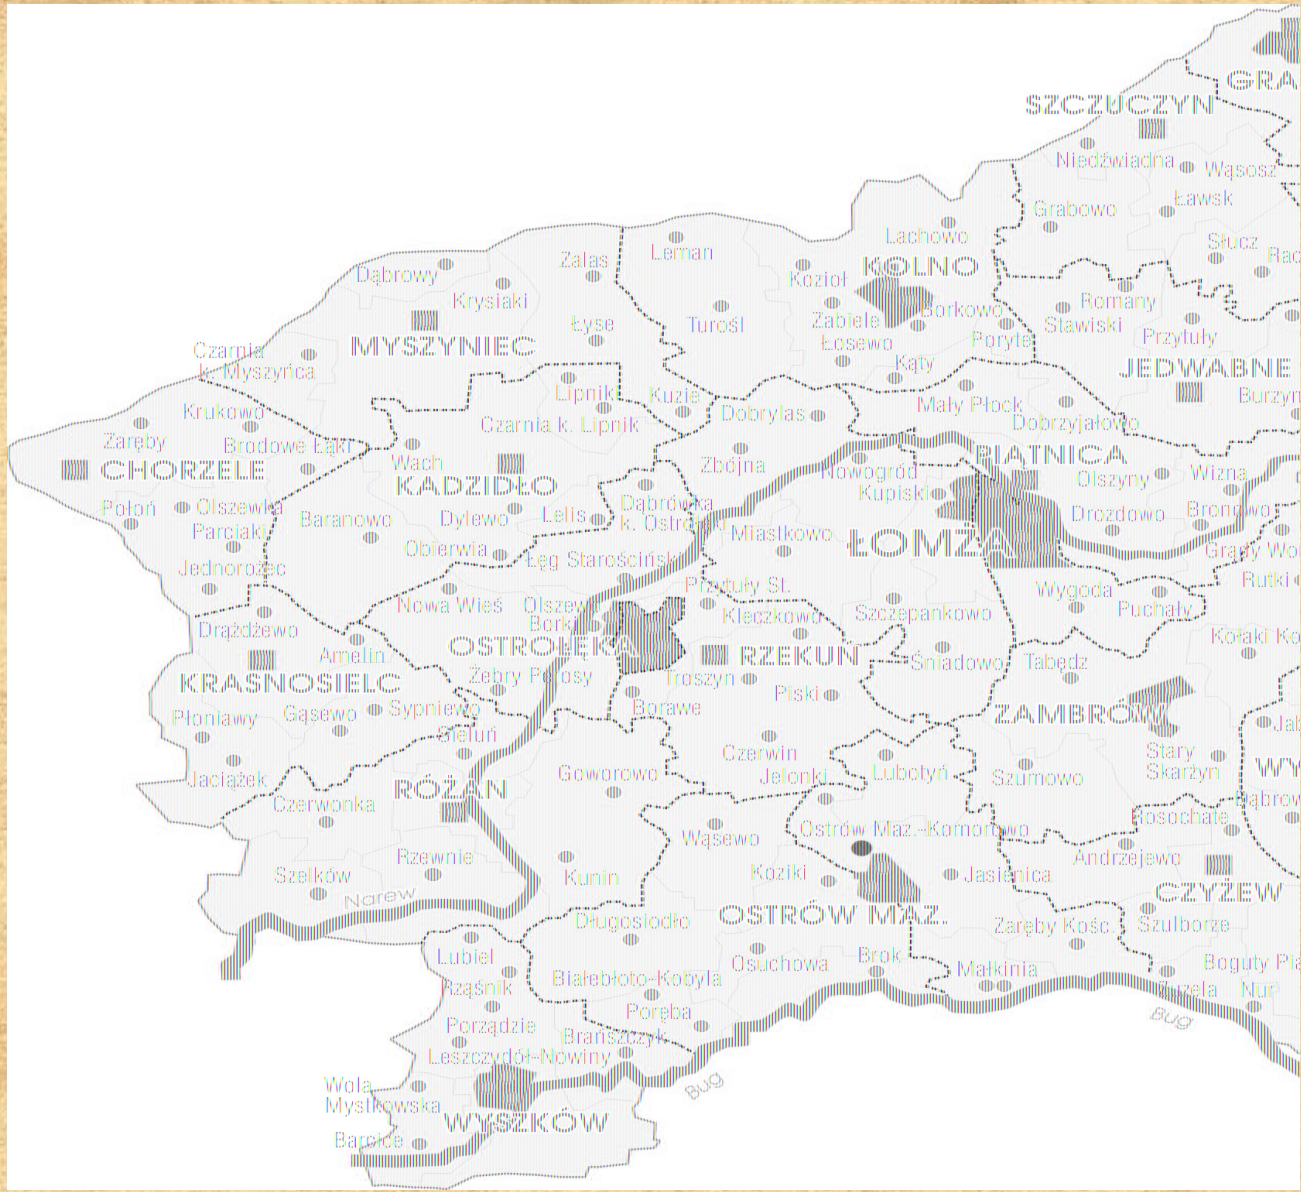 GRA
SZCZUCZYN
Niedźwiadna
Wąsosz
Ławsk
Grabowo
Lachowo
Słucz
Rad
Zalas
Leman
KOLNO
Dąbrowy
Kozioł
Krysiaki
Romany
Zabiele
Borkowo
Łyse
Turośl
Stawiski
Przytuły
Łosewo
Poryte
MYSZYNIEC
Czarnia
k. Myszyńca
Kąty
JEDWABNE
Lipniki
Kuzie
Burzyn
Krukowo
Dobrylas
Mały Płock
Czarnia k. Lipnik
Dobrzyjałowo
Zaręby
Brodowe Łąki
Wach
Zbójna
PIĄTNICA
CHORZELE
Nowogród
Olszyny
Wizna
KADZIDŁO
Kupiski
Połoń
Olszewka
Dąbrówka
k. Ostrołęki
Baranowo
Dylewo
Lelis
Drozdowo
Bronowo
Parciaki
Miastkowo
ŁOMŻA
Obierwia
Łęg Starościński
Grądy Wo
Jednorożec
Przytuły St.
Rutki
Wygoda
Nowa Wieś
Olszewo
Borki
Kleczkowo
Szczepankowo
Puchały
Drążdżewo
Kołaki Ko
OSTROŁĘKA
RZEKUŃ
Amelin
Śniadowo
Tabędz
KRASNOSIELC
Żebry Perosy
Troszyn
Piski
Sypniewo
Borawe
Płoniawy
Gąsewo
ZAMBRÓW
Sieluń
Jab
Czerwin
Stary
Skarżyn
Jaciążek
Goworowo
Jelonki
Lubotyń
Szumowo
WY
RÓŻAN
Czerwonka
Dąbrow
Rosochate
Wąsewo
Ostrów Maz.-Komorowo
Rzewnie
Andrzejewo
Szelków
Kunin
Koziki
Jasienica
CZYŻEW
Narew
OSTRÓW MAZ.
Długosiodło
Zaręby Kośc.
Szulborze
Lubiel
Osuchowa
Brok
Małkinia
Boguty Pia
Rząśnik
Białebłoto-Kobyla
Zuzela
Nur
Poręba
Bug
Porządzie
Brańszczyk
Leszczydół-Nowiny
Wola
Mystkowska
Bug
WYSZKÓW
Barcice